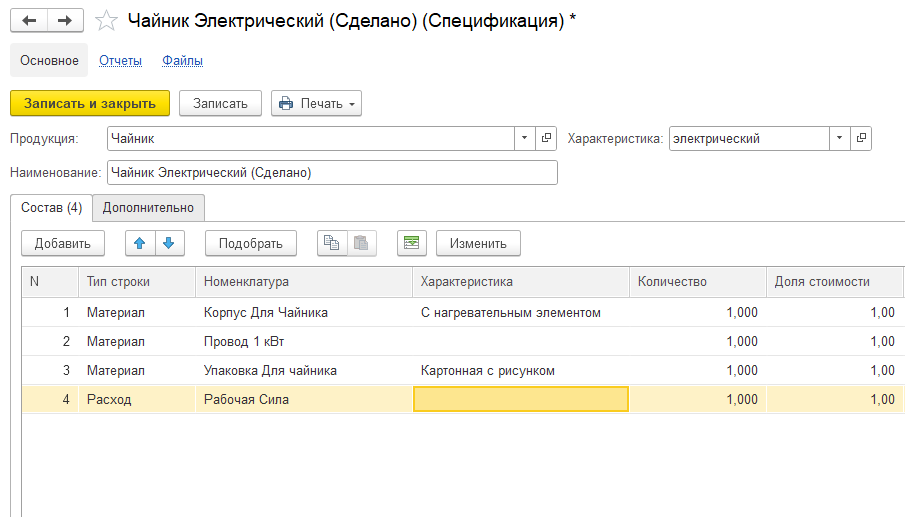 Чайник Электрический (Сделано) (Спецификация) *
Основное Отчеты Файлы
Записать и закрыть Записать Печать
Продукция: Чайник Характеристика: электрический
Наименование: Чайник Электрический (Сделано)
Состав (4) Дополнительно
Добавить Подобрать Изменить
N Тип строки Номенклатура Характеристика Количество Доля стоимости
1 Материал Корпус Для Чайника С нагревательным элементом 1,000 1,00
2 Материал Провод 1 кВт 1,000 1,00
3 Материал Упаковка Для чайника Картонная с рисунком 1,000 1,00
4 Расход Рабочая Сила 1,000 1,00